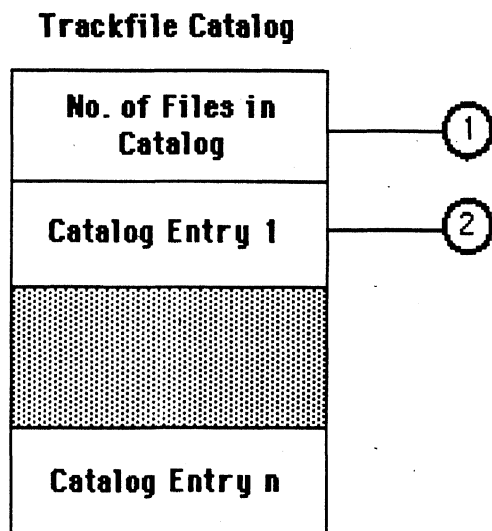 Trackfile Catalog
No. of Files in
Catalog
1
Catalog Entry 1
2
Catalog Entry n